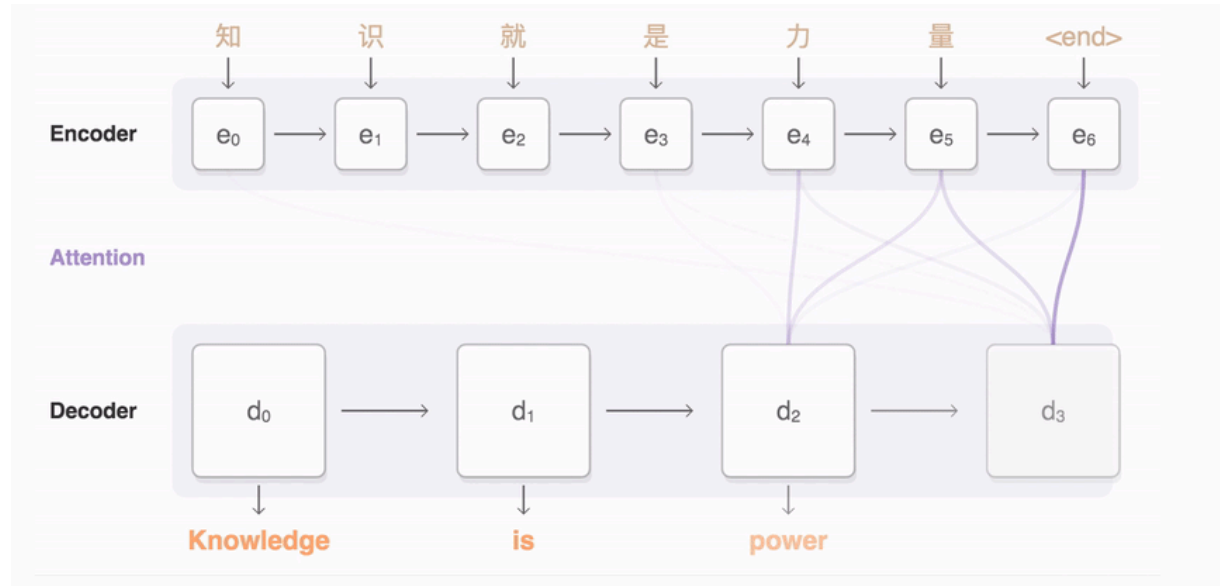 知 识 就 是 力 量 <end>
Encoder e₀ e₁ e₂ e₃ e₄ e₅ e₆
Attention
Decoder d₀ d₁ d₂ d₃
Knowledge is power